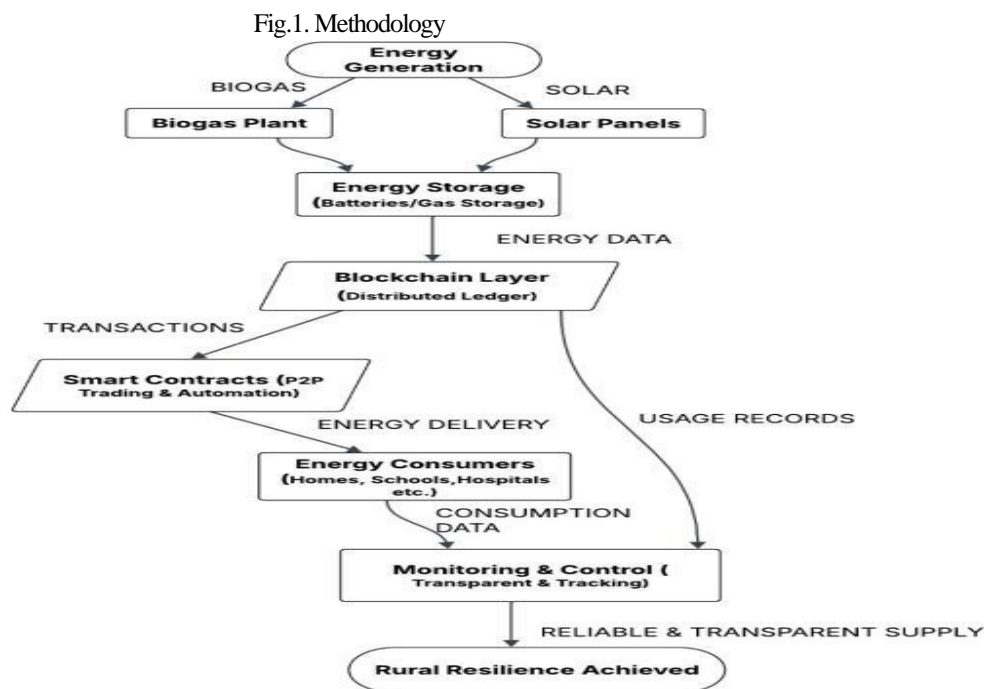 Fig.1. Methodology
Energy
Generation
BIOGAS
SOLAR
Biogas Plant
Solar Panels
Energy Storage
(Batteries/Gas Storage)
ENERGY DATA
Blockchain Layer
(Distributed Ledger)
TRANSACTIONS
Smart Contracts (P2P
Trading & Automation)
USAGE RECORDS
ENERGY DELIVERY
Energy Consumers
(Homes, Schools,Hospitals
etc.)
CONSUMPTION
DATA
Monitoring & Control (
Transparent & Tracking)
RELIABLE & TRANSPARENT SUPPLY
Rural Resilience Achieved